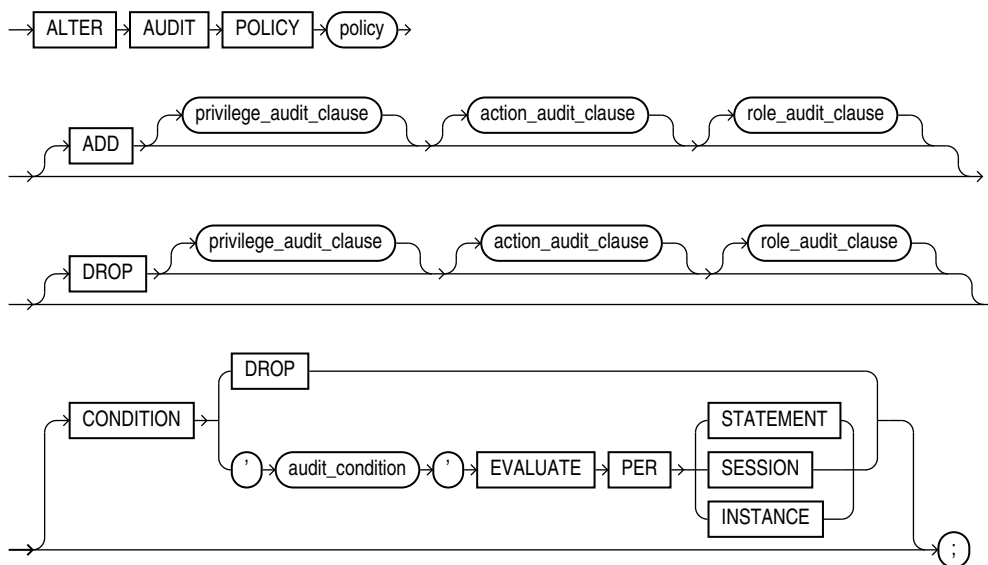 ALTER AUDIT POLICY policy
privilege_audit_clause action_audit_clause role_audit_clause
ADD
privilege_audit_clause action_audit_clause role_audit_clause
DROP
DROP
CONDITION STATEMENT
' audit_condition ' EVALUATE PER SESSION
INSTANCE
;